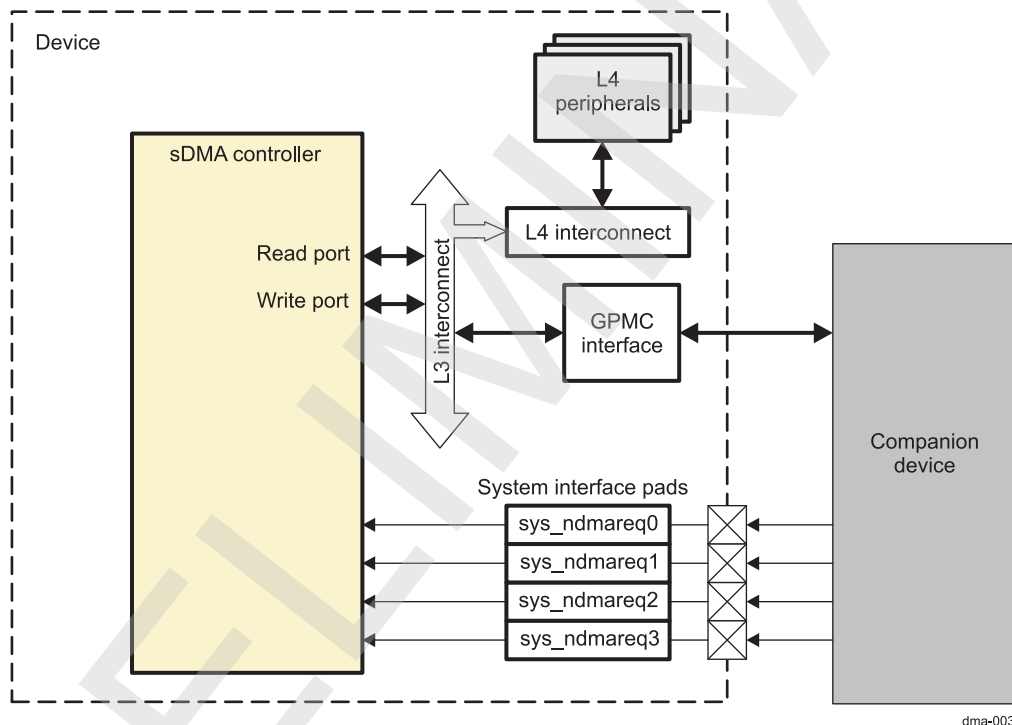 Device
L4
peripherals
sDMA controller
L4 interconnect
Read port
Write port
L3 interconnect
GPMC
interface
Companion
device
System interface pads
sys_ndmareq0
sys_ndmareq1
sys_ndmareq2
sys_ndmareq3
dma-003